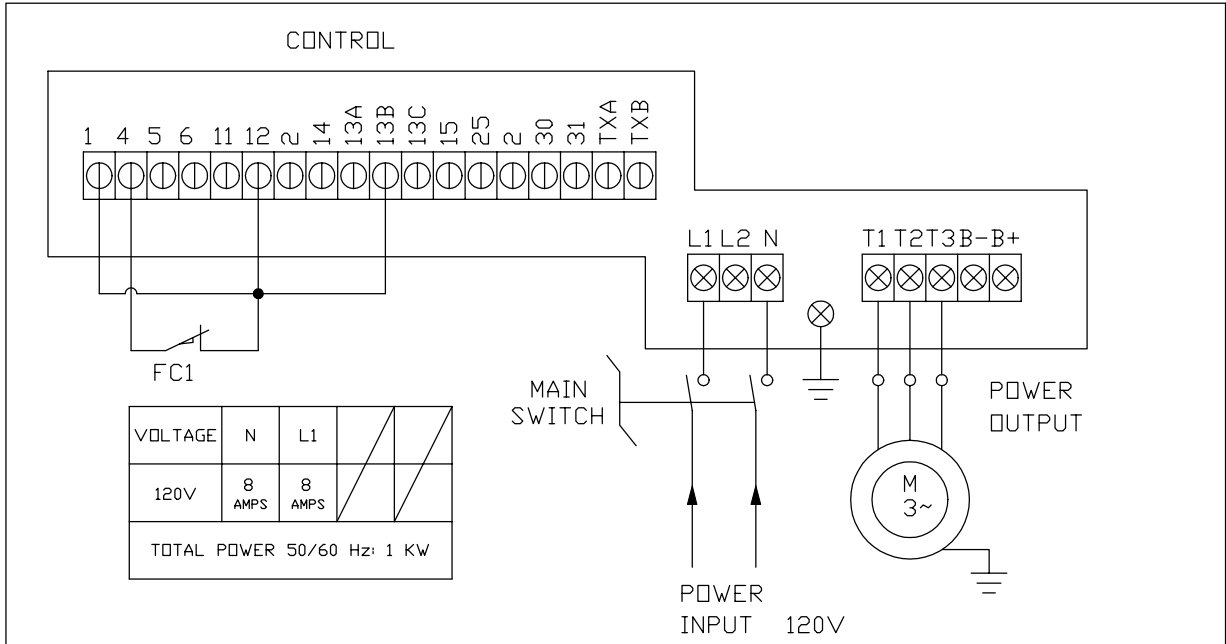 CONTROL
1 4 5 6 11 12 2 14 13A 13B 13C 15 25 2 30 31 TXA TXB
L1 L2 N
T1 T2 T3 B- B+
FC1
MAIN
SWITCH
POWER
OUTPUT
VOLTAGE N L1
120V 8 AMPS 8 AMPS
TOTAL POWER 50/60 Hz: 1 KW
M
3~
POWER
INPUT 120V